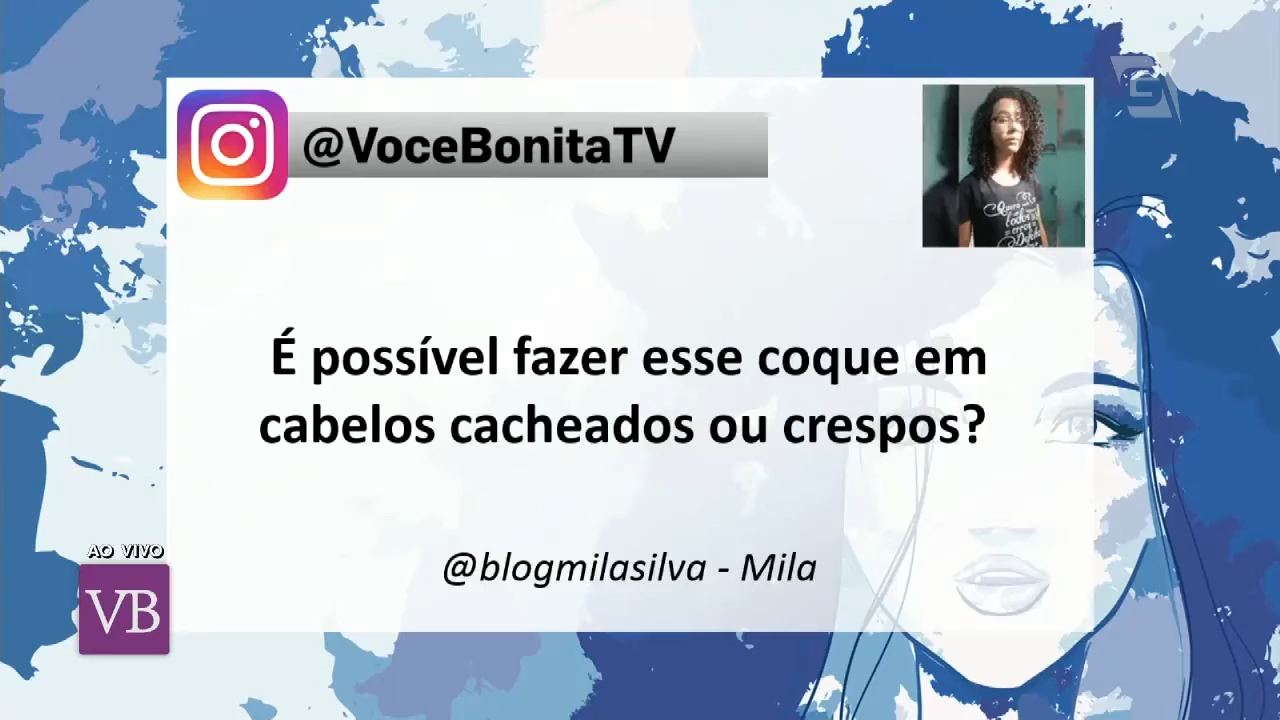 @VoceBonitaTV
É possível fazer esse coque em
cabelos cacheados ou crespos?
@blogmilasilva - Mila
AO VIVO
VB